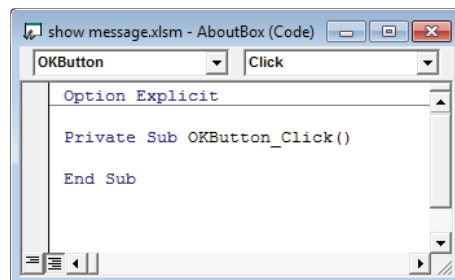 show message.xlsm - AboutBox (Code)
OKButton Click
Option Explicit
Private Sub OKButton_Click()
End Sub